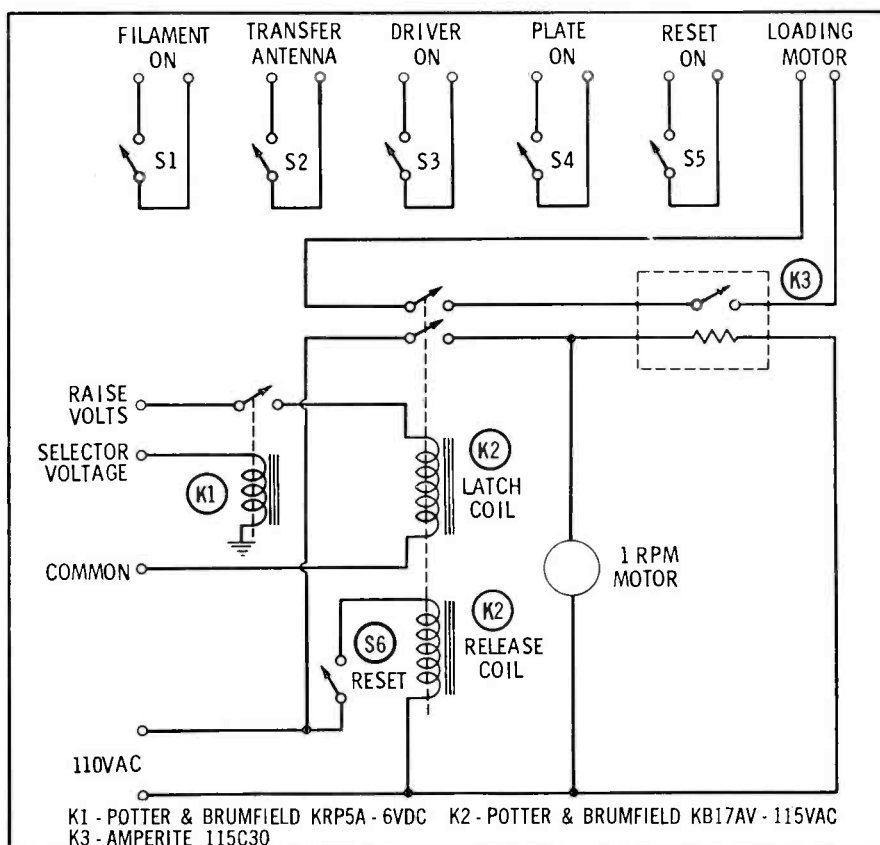 FILAMENT ON
TRANSFER ANTENNA
DRIVER ON
PLATE ON
RESET ON
LOADING MOTOR
S1
S2
S3
S4
S5
K3
RAISE VOLTS
SELECTOR VOLTAGE
K1
K2
LATCH COIL
COMMON
1 RPM MOTOR
K2
RELEASE COIL
S6
RESET
110VAC
K1 - POTTER & BRUMFIELD KRP5A - 6VDC K2 - POTTER & BRUMFIELD KB17AV - 115VAC
K3 - AMPERITE 115C30